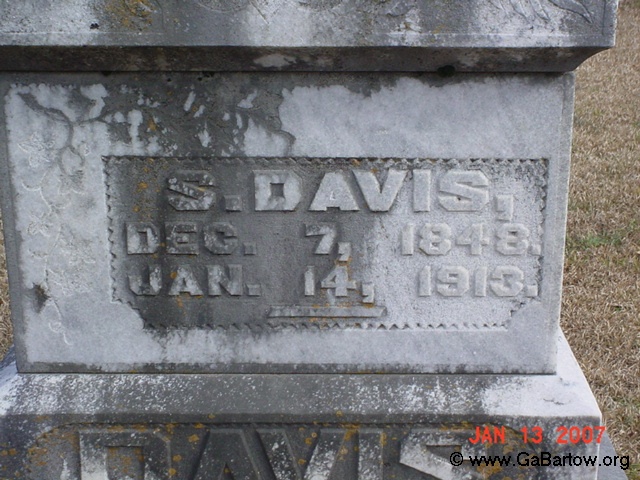 S. DAVIS,
DEC. 7, 1848.
JAN. 14, 1913.
DAVIS
JAN 13 2007
© www.GaBartow.org